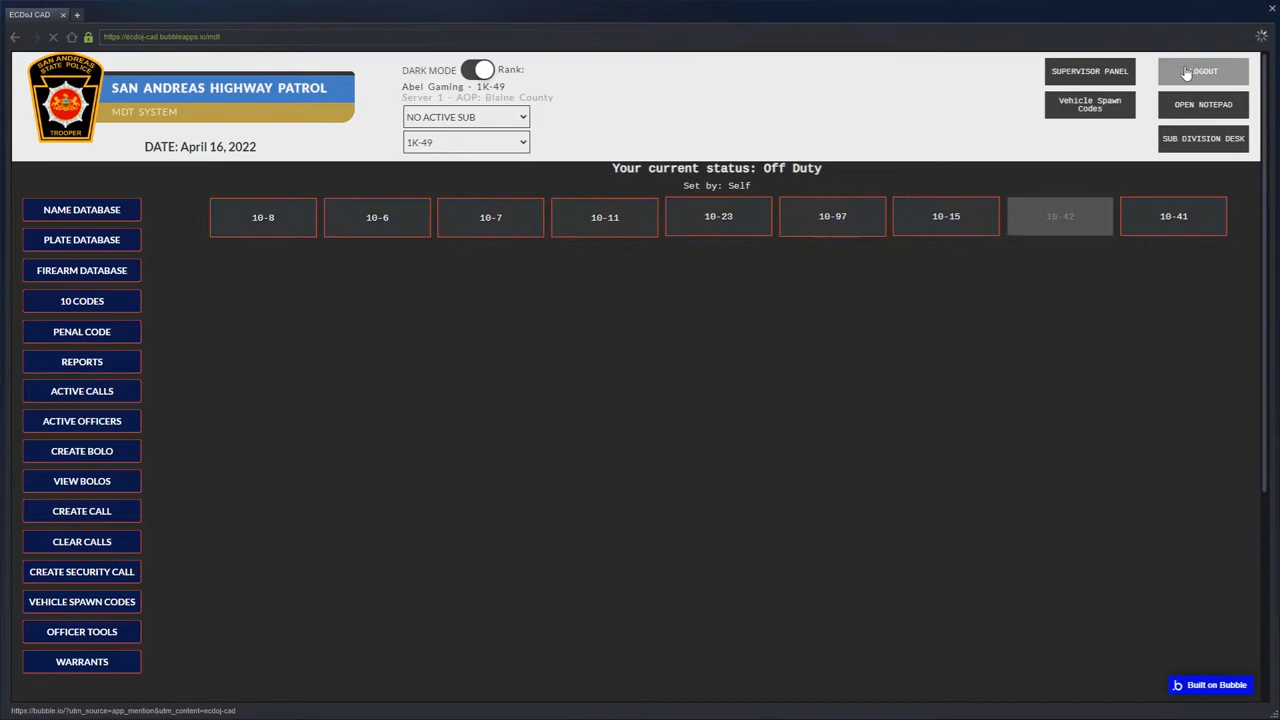 ECDoJ CAD
https://ecdoj-cad.bubbleapps.io/mdt
SAN ANDREAS
STATE POLICE
TROOPER
SAN ANDREAS HIGHWAY PATROL
MDT SYSTEM
DATE: April 16, 2022
DARK MODE
Rank:
Abel Gaming - 1K-49
Server 1 - AOP: Blaine County
NO ACTIVE SUB
1K-49
SUPERVISOR PANEL
Vehicle Spawn
Codes
OPEN NOTEPAD
SUB DIVISION DESK
Your current status: Off Duty
Set by: Self
10-8
10-6
10-7
10-11
10-23
10-97
10-15
10-42
10-41
NAME DATABASE
PLATE DATABASE
FIREARM DATABASE
10 CODES
PENAL CODE
REPORTS
ACTIVE CALLS
ACTIVE OFFICERS
CREATE BOLO
VIEW BOLOS
CREATE CALL
CLEAR CALLS
CREATE SECURITY CALL
VEHICLE SPAWN CODES
OFFICER TOOLS
WARRANTS
Built on Bubble
https://bubble.io/?utm_source=app_mention&utm_content=ecdoj-cad